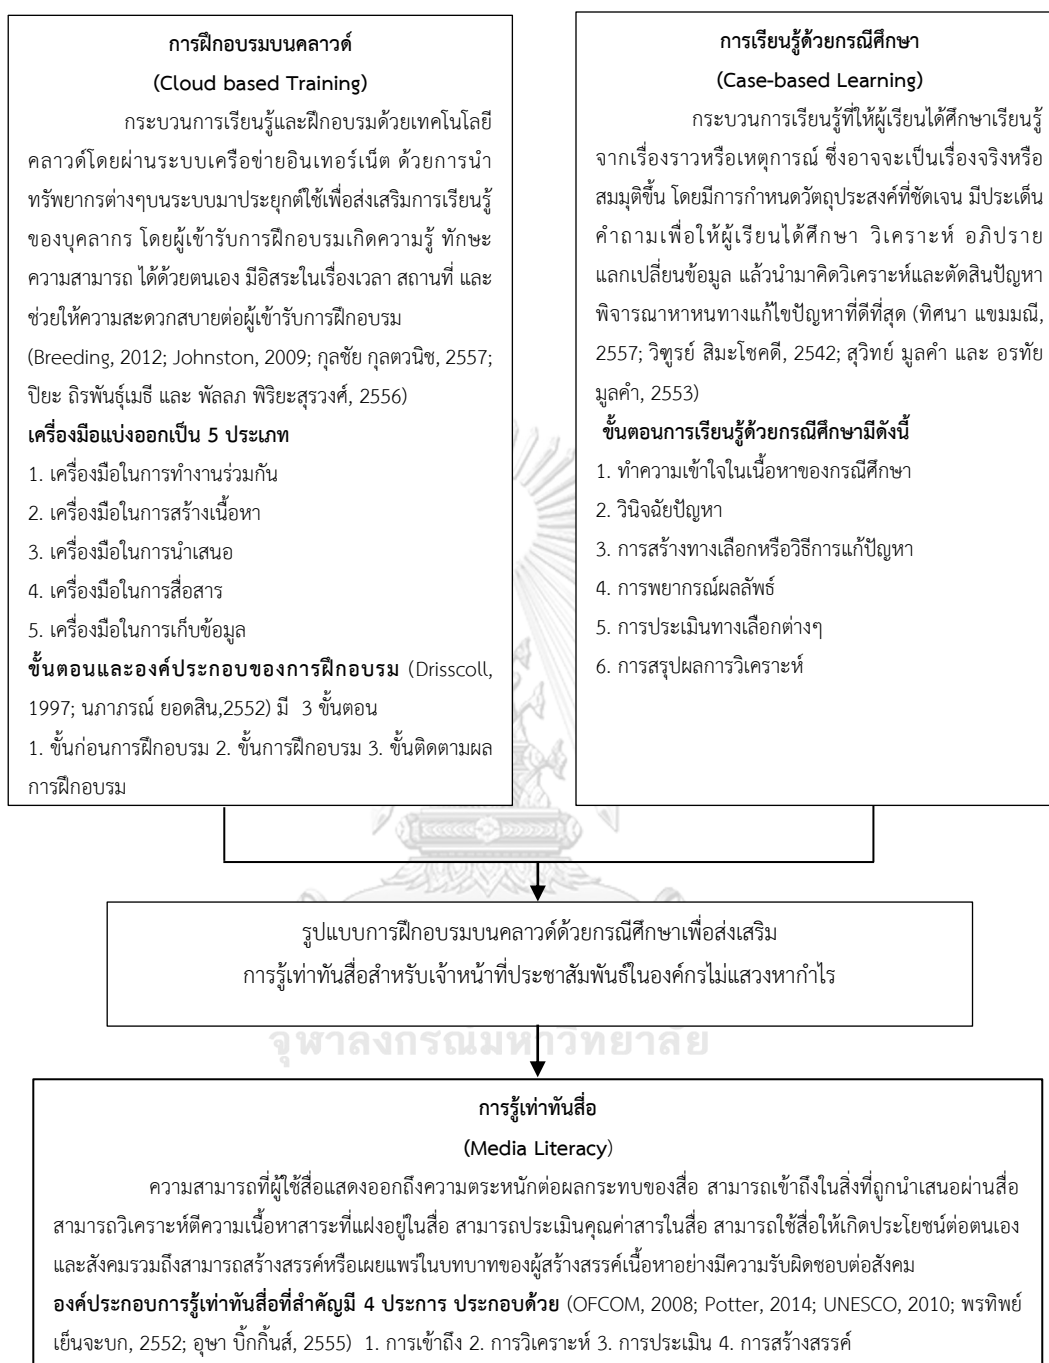 การฝึกอบรมบนคลาวด์
(Cloud based Training)
กระบวนการเรียนรู้และฝึกอบรมด้วยเทคโนโลยี
คลาวด์โดยผ่านระบบเครือข่ายอินเทอร์เน็ต ด้วยการนำ
ทรัพยากรต่างๆบนระบบมาประยุกต์ใช้เพื่อส่งเสริมการเรียนรู้
ของบุคลากร โดยผู้เข้ารับการฝึกอบรมเกิดความรู้ ทักษะ
ความสามารถ ได้ด้วยตนเอง มีอิสระในเรื่องเวลา สถานที่ และ
ช่วยให้ความสะดวกสบายต่อผู้เข้ารับการฝึกอบรม
(Breeding, 2012; Johnston, 2009; กุลชัย กุลตวนิช, 2557;
ปิยะ ถิรพันธุ์เมธี และ พัลลภ พิริยะสุรวงศ์, 2556)
เครื่องมือแบ่งออกเป็น 5 ประเภท
1. เครื่องมือในการทำงานร่วมกัน
2. เครื่องมือในการสร้างเนื้อหา
3. เครื่องมือในการนำเสนอ
4. เครื่องมือในการสื่อสาร
5. เครื่องมือในการเก็บข้อมูล
ขั้นตอนและองค์ประกอบของการฝึกอบรม (Drisscoll,
1997; นภาภรณ์ ยอดสิน,2552) มี 3 ขั้นตอน
1. ขั้นก่อนการฝึกอบรม 2. ขั้นการฝึกอบรม 3. ขั้นติดตามผล
การฝึกอบรม
การเรียนรู้ด้วยกรณีศึกษา
(Case-based Learning)
กระบวนการเรียนรู้ที่ให้ผู้เรียนได้ศึกษาเรียนรู้
จากเรื่องราวหรือเหตุการณ์ ซึ่งอาจจะเป็นเรื่องจริงหรือ
สมมุติขึ้น โดยมีการกำหนดวัตถุประสงค์ที่ชัดเจน มีประเด็น
คำถามเพื่อให้ผู้เรียนได้ศึกษา วิเคราะห์ อภิปราย
แลกเปลี่ยนข้อมูล แล้วนำมาคิดวิเคราะห์และตัดสินปัญหา
พิจารณาหาหนทางแก้ไขปัญหาที่ดีที่สุด (ทิศนา แขมมณี,
2557; วิฑูรย์ สิมะโชคดี, 2542; สุวิทย์ มูลคำ และ อรทัย
มูลคำ, 2553)
ขั้นตอนการเรียนรู้ด้วยกรณีศึกษามีดังนี้
1. ทำความเข้าใจในเนื้อหาของกรณีศึกษา
2. วินิจฉัยปัญหา
3. การสร้างทางเลือกหรือวิธีการแก้ปัญหา
4. การพยากรณ์ผลลัพธ์
5. การประเมินทางเลือกต่างๆ
6. การสรุปผลการวิเคราะห์
รูปแบบการฝึกอบรมบนคลาวด์ด้วยกรณีศึกษาเพื่อส่งเสริม
การรู้เท่าทันสื่อสำหรับเจ้าหน้าที่ประชาสัมพันธ์ในองค์กรไม่แสวงหากำไร
จุฬาลงกรณ์มหาวิทยาลัย
การรู้เท่าทันสื่อ
(Media Literacy)
ความสามารถที่ผู้ใช้สื่อแสดงออกถึงความตระหนักต่อผลกระทบของสื่อ สามารถเข้าถึงในสิ่งที่ถูกนำเสนอผ่านสื่อ
สามารถวิเคราะห์ตีความเนื้อหาสาระที่แฝงอยู่ในสื่อ สามารถประเมินคุณค่าสารในสื่อ สามารถใช้สื่อให้เกิดประโยชน์ต่อตนเอง
และสังคมรวมถึงสามารถสร้างสรรค์หรือเผยแพร่ในบทบาทของผู้สร้างสรรค์เนื้อหาอย่างมีความรับผิดชอบต่อสังคม
องค์ประกอบการรู้เท่าทันสื่อที่สำคัญมี 4 ประการ ประกอบด้วย (OFCOM, 2008; Potter, 2014; UNESCO, 2010; พรทิพย์
เย็นจะบก, 2552; อุษา บิ้กกิ้นส์, 2555) 1. การเข้าถึง 2. การวิเคราะห์ 3. การประเมิน 4. การสร้างสรรค์